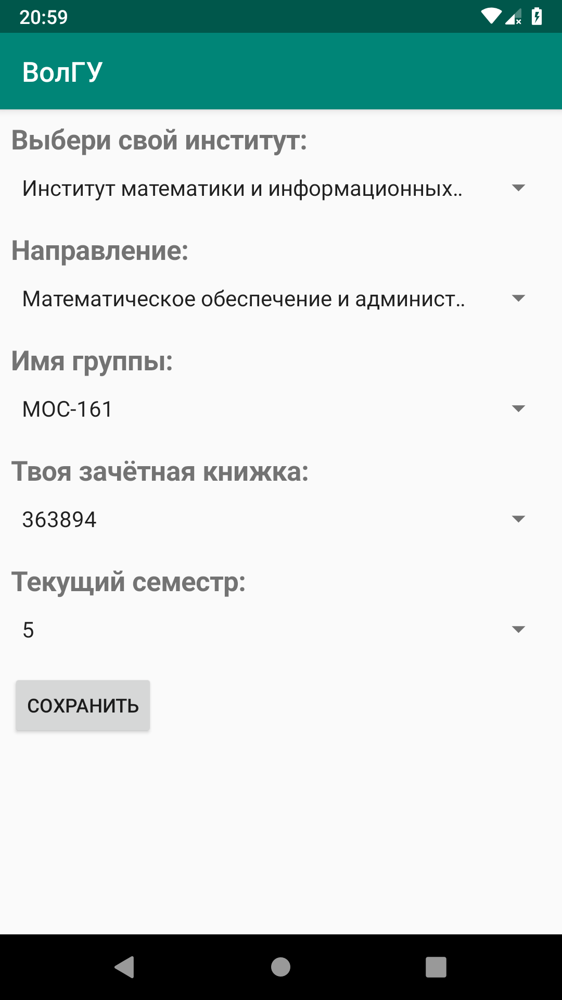 20:59
ВолГУ
Выбери свой институт:
Институт математики и информационных..
Направление:
Математическое обеспечение и админист..
Имя группы:
МОС-161
Твоя зачётная книжка:
363894
Текущий семестр:
5
СОХРАНИТЬ